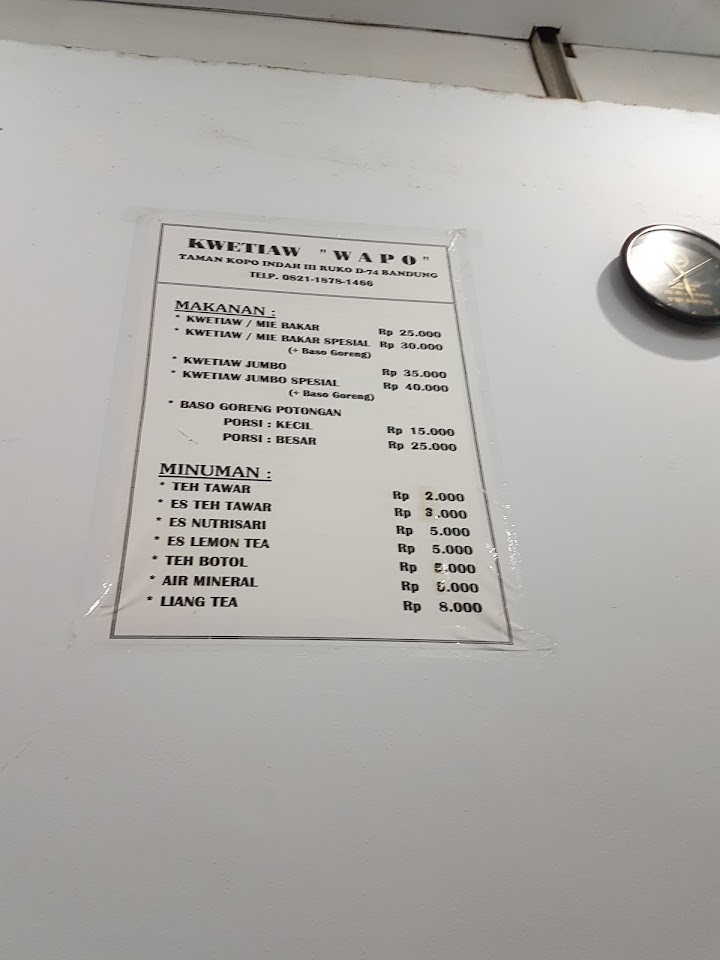 KWETIAW "WAPO"
TAMAN KOPO INDAH III RUKO D-74 BANDUNG
TELP. 0821-1878-1466
MAKANAN :
* KWETIAW / MIE BAKAR Rp 25.000
* KWETIAW / MIE BAKAR SPESIAL Rp 30.000
(+ Baso Goreng)
* KWETIAW JUMBO Rp 35.000
* KWETIAW JUMBO SPESIAL Rp 40.000
(+ Baso Goreng)
* BASO GORENG POTONGAN
PORSI : KECIL Rp 15.000
PORSI : BESAR Rp 25.000
MINUMAN :
* TEH TAWAR Rp 2.000
* ES TEH TAWAR Rp 3.000
* ES NUTRISARI Rp 5.000
* ES LEMON TEA Rp 5.000
* TEH BOTOL Rp 5.000
* AIR MINERAL Rp 5.000
* LIANG TEA Rp 8.000